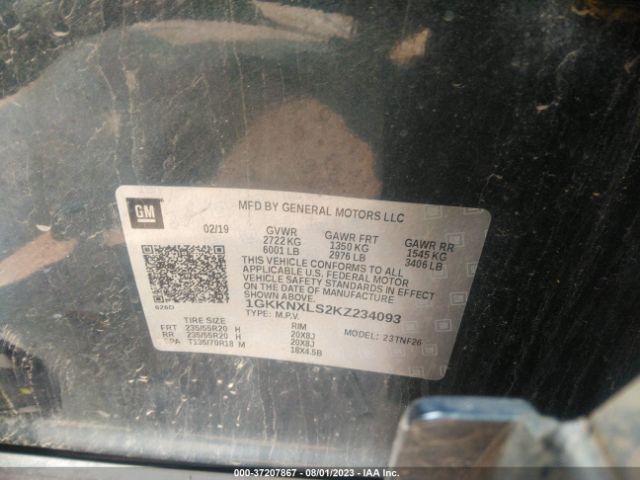 GM
MFD BY GENERAL MOTORS LLC
02/19 GVWR GAWR FRT GAWR RR
2722 KG 1350 KG 1545 KG
6001 LB 2976 LB 3406 LB
THIS VEHICLE CONFORMS TO ALL
APPLICABLE U.S. FEDERAL MOTOR
VEHICLE SAFETY STANDARDS IN EFFECT
ON THE DATE OF MANUFACTURE
SHOWN ABOVE.
1GKKNXLS2KZ234093
626D TYPE: M.P.V.
TIRE SIZE RIM MODEL: 23TNF26
FRT 235/55R20 H 20X8J
RR 235/55R20 H 20X8J
SPA T135/70R18 M 18X4.5B
000-37207867 - 08/01/2023 - IAA Inc.